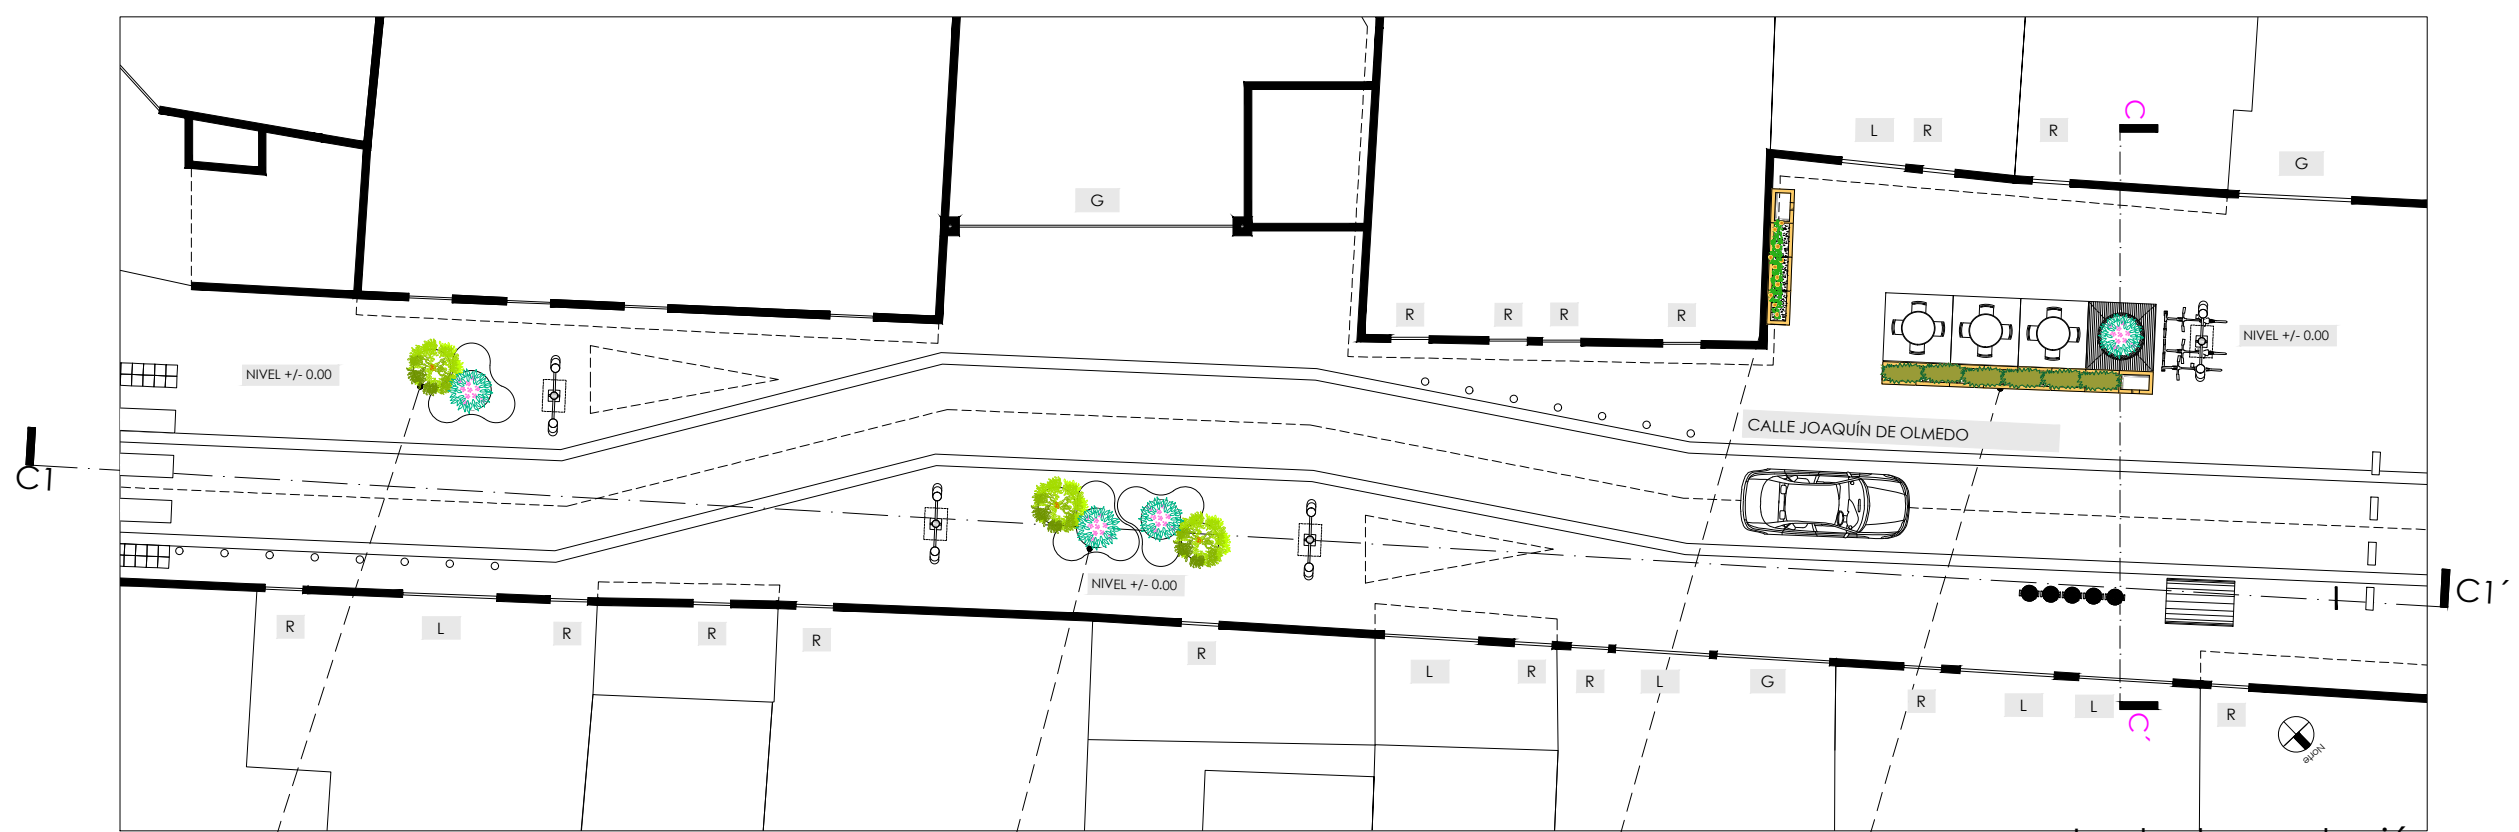 C
L R R
G
G
R R R R
NIVEL +/- 0.00
NIVEL +/- 0.00
CALLE JOAQUÍN DE OLMEDO
C1
NIVEL +/- 0.00
C1´
R L R R R
R
L R R L G
R L L R
C´
Norte